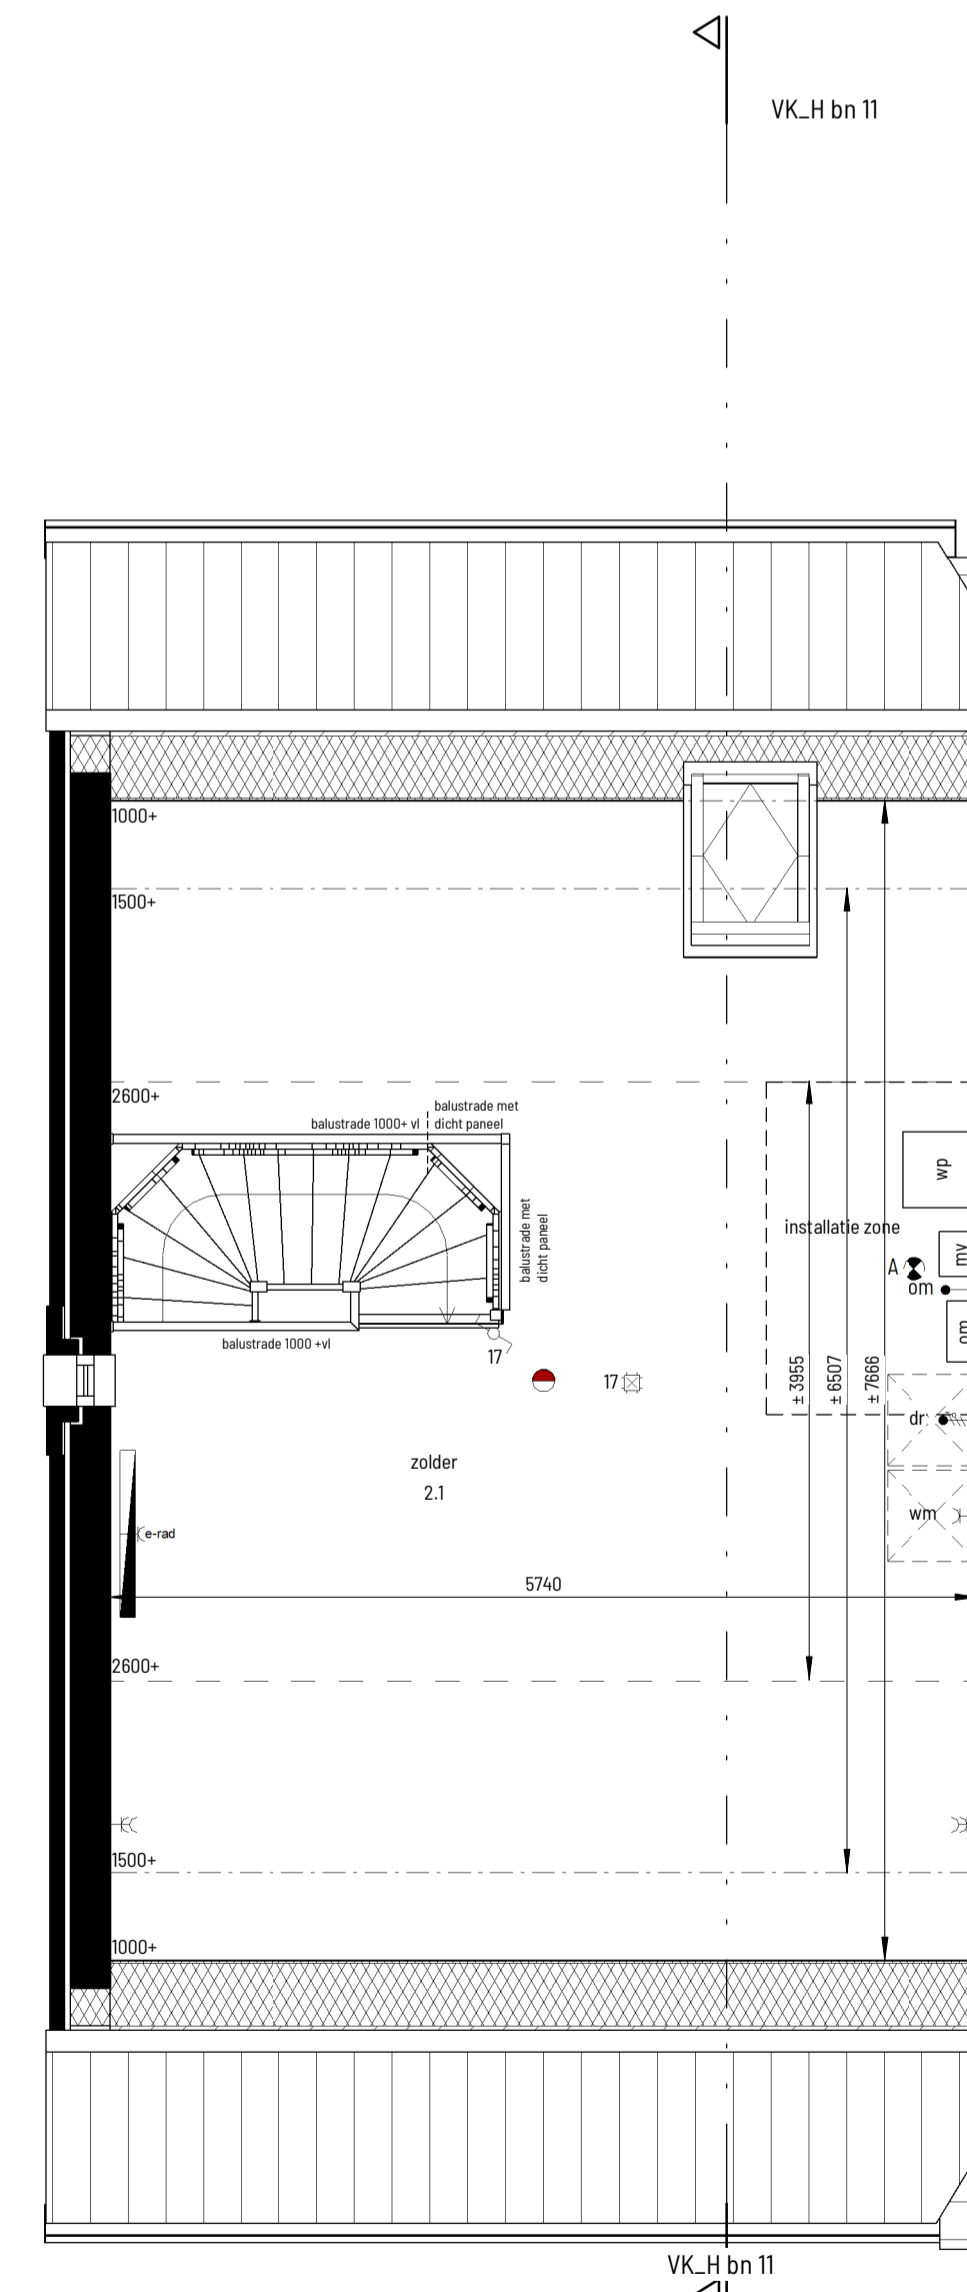 VK_H bn 11
1000+
1500+
2600+
balustrade 1000+ vl
balustrade met
dicht paneel
balustrade met
dicht paneel
balustrade 1000 +vl
17
17
wp
installatie zone
mv
A
om
om
± 3955
± 6507
± 7666
dr
wm
zolder
2.1
e-rad
5740
2600+
1500+
1000+
VK_H bn 11